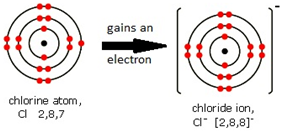 gains an
electron
−
chlorine atom,
Cl 2,8,7
chloride ion,
Cl⁻ [2,8,8]⁻